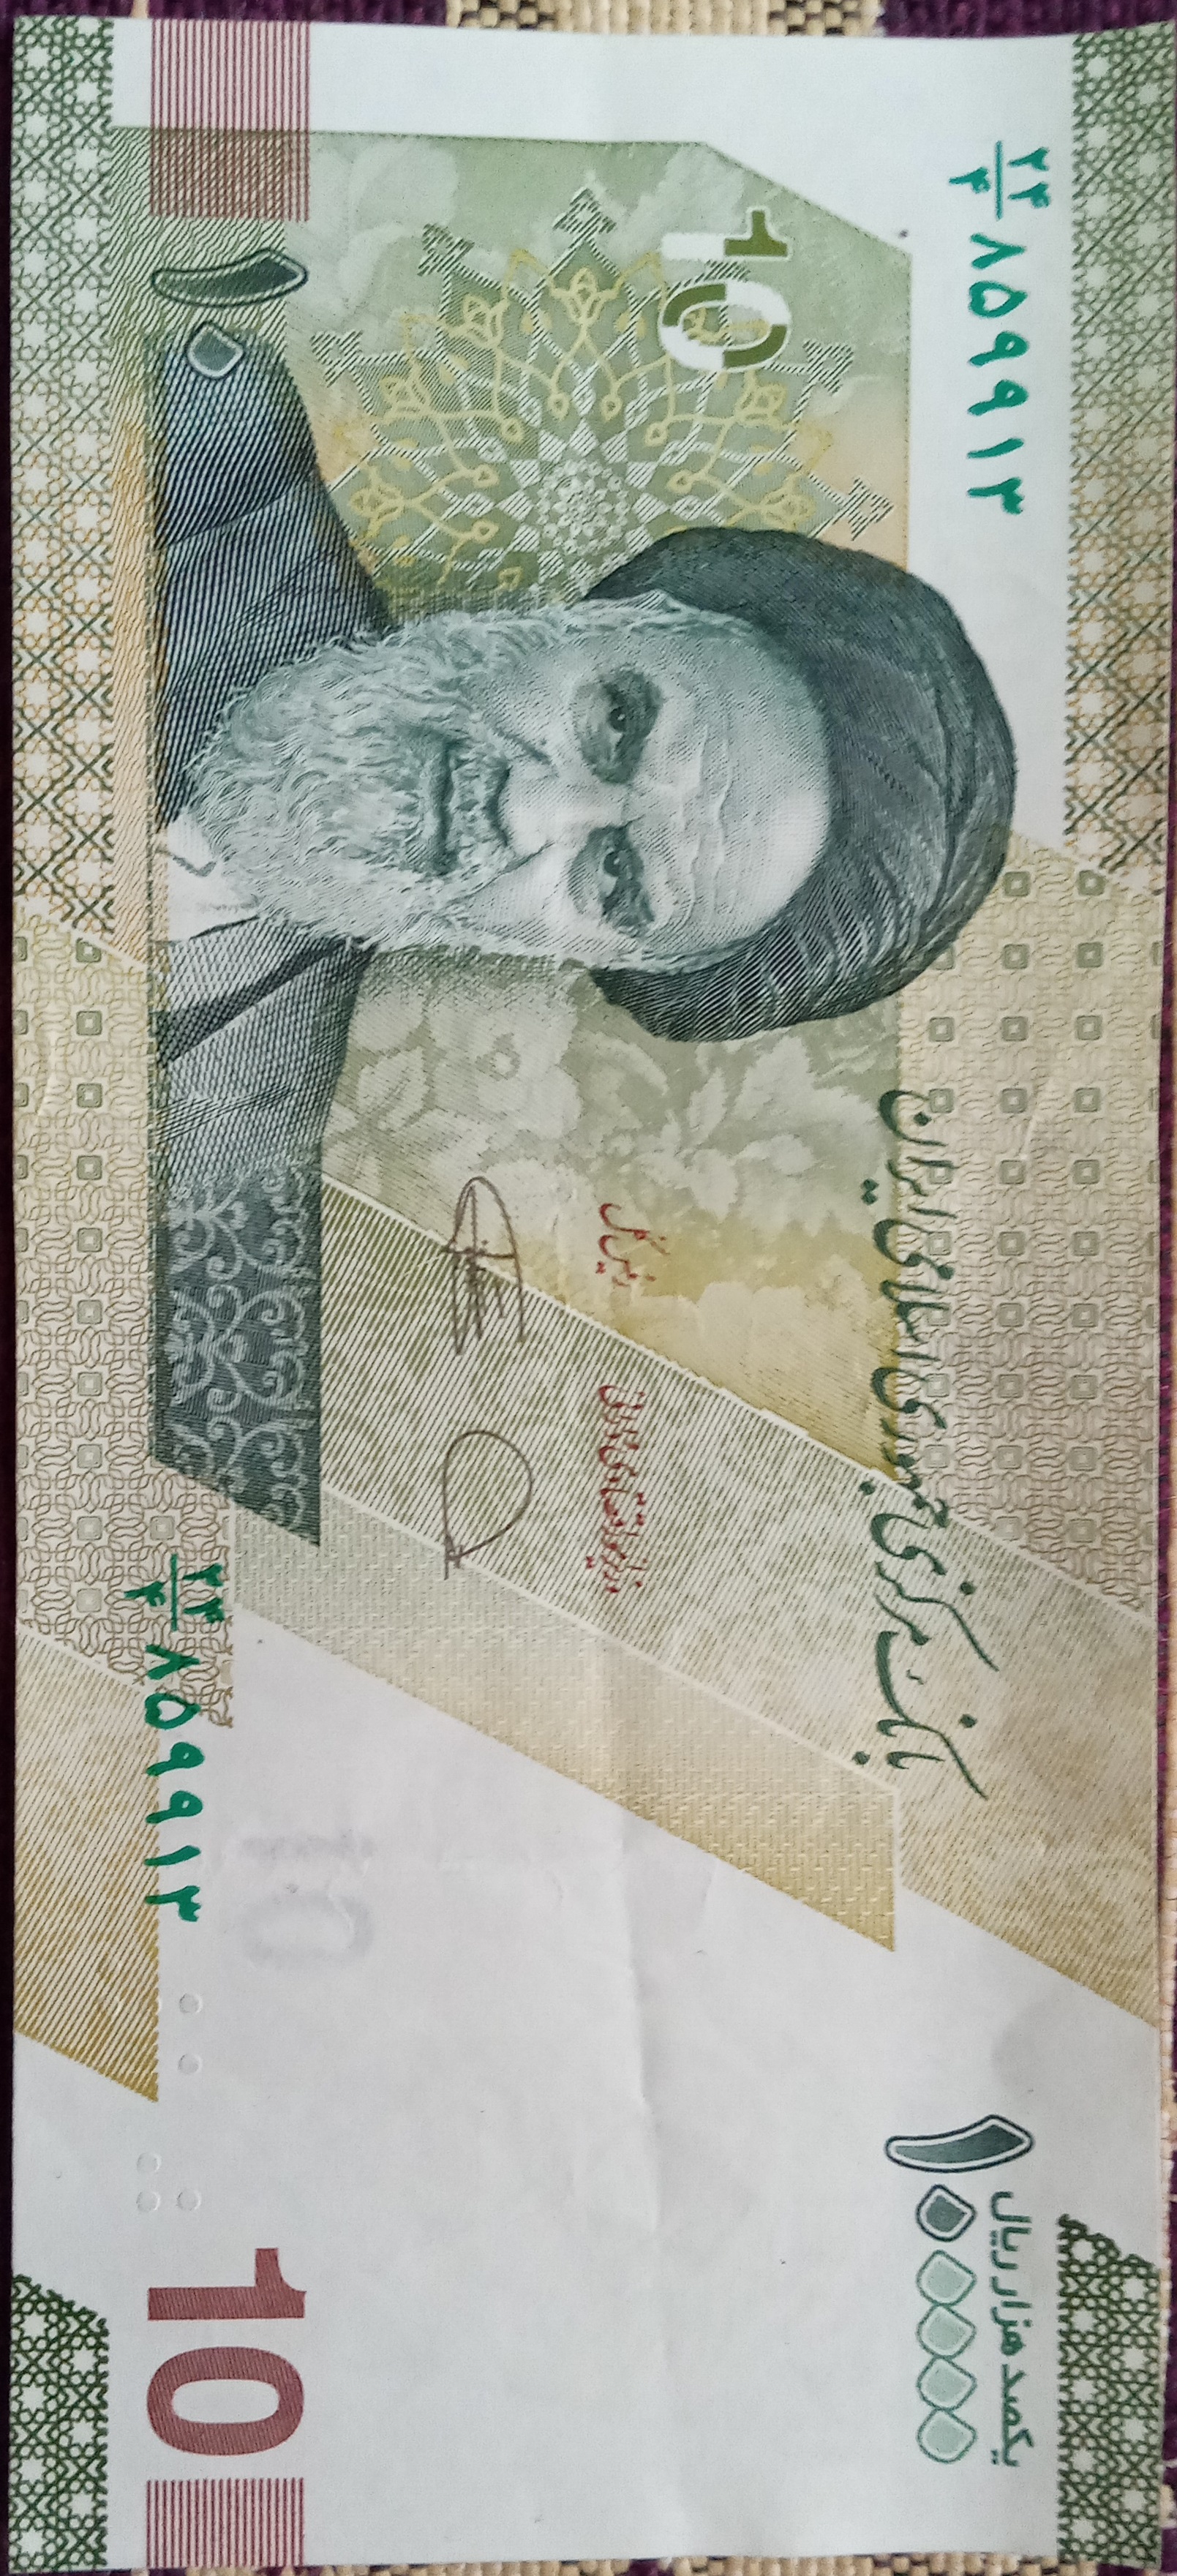 ۲۴/۴ ۸۵۹۹۱۳
یکصد هزار ریال
۱۰۰۰۰۰
بانک مرکزی جمهوری اسلامی ایران
10
رئیس کل
وزیر امور اقتصادی و دارایی
10
۱۰
10
۲۴/۴ ۸۵۹۹۱۳